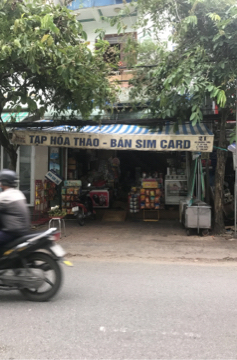 TẠP HÓA THẢO - BÁN SIM CARD